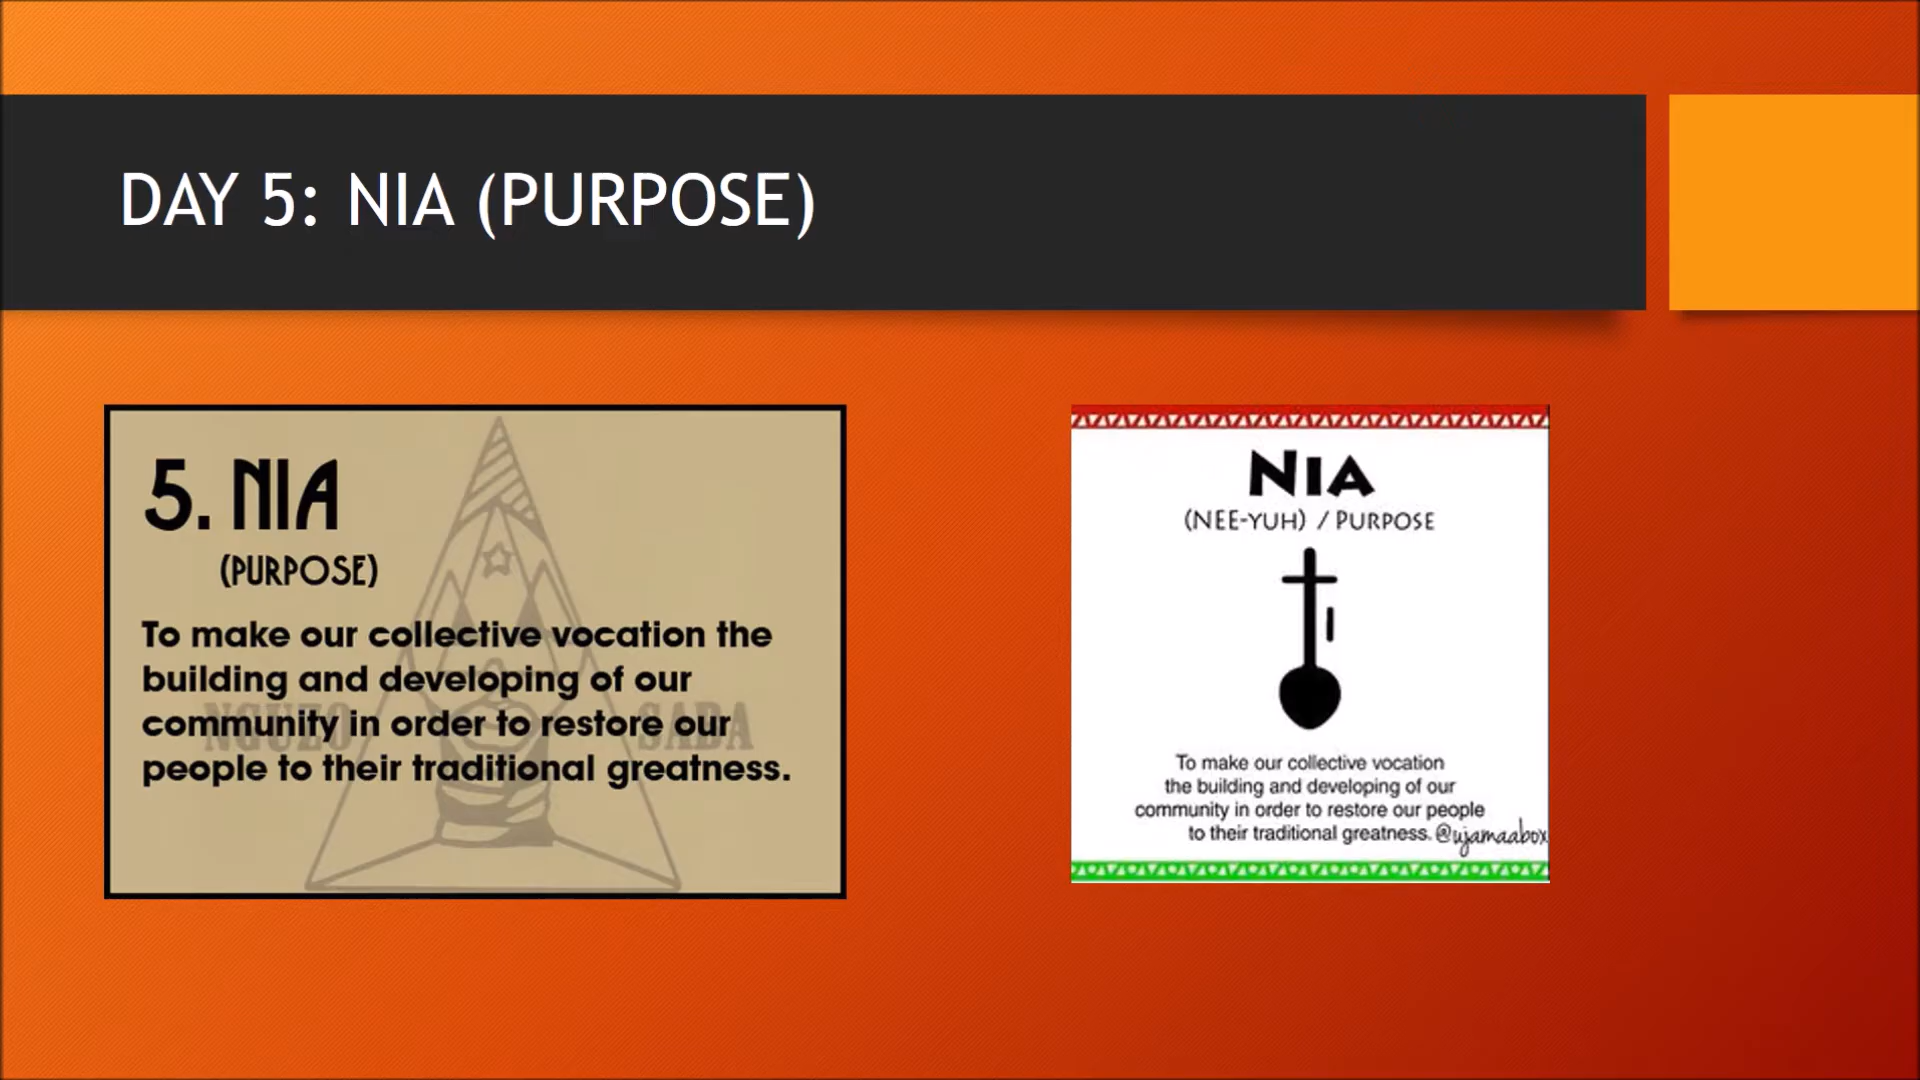 DAY 5: NIA (PURPOSE)
5. NIA
(PURPOSE)
To make our collective vocation the
building and developing of our
community in order to restore our
people to their traditional greatness.
NGUZO SABA
NIA
(NEE-YUH) / PURPOSE
To make our collective vocation
the building and developing of our
community in order to restore our people
to their traditional greatness. @ujamaabox